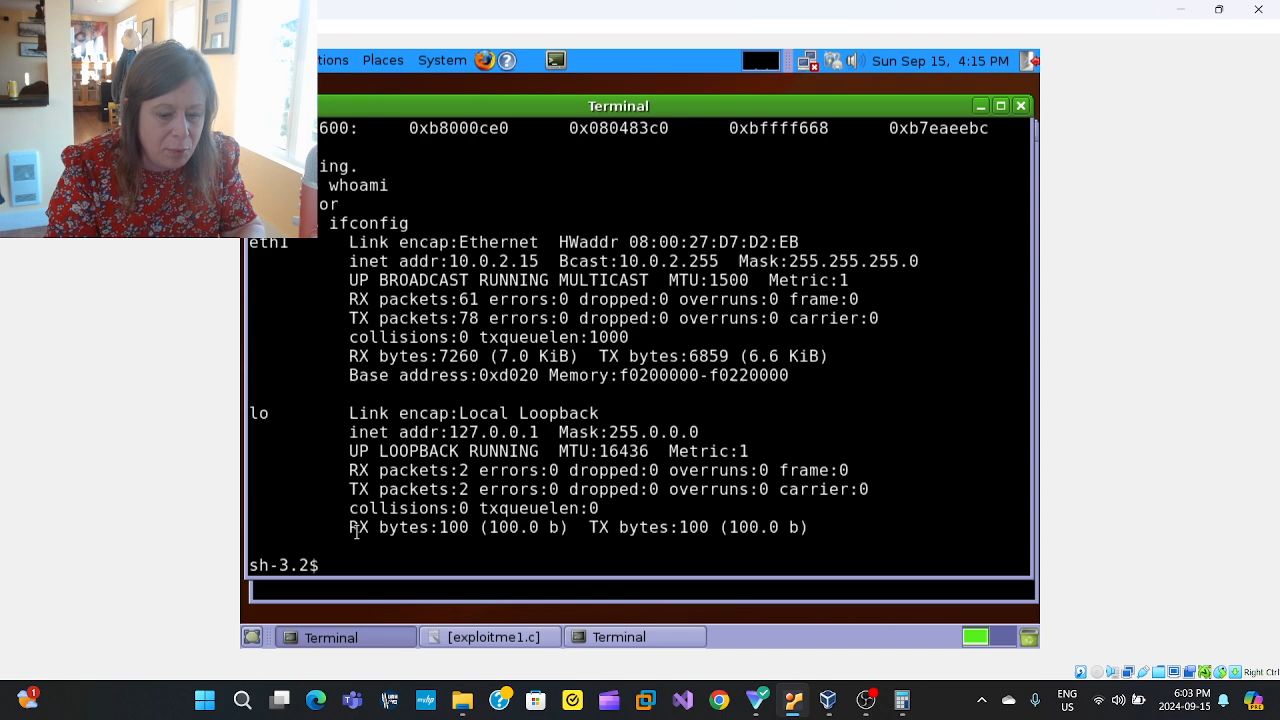 tions Places System Sun Sep 15, 4:15 PM
Terminal
600: 0xb8000ce0 0x080483c0 0xbffff668 0xb7eaeebc
ing.
whoami
or
ifconfig
eth1 Link encap:Ethernet HWaddr 08:00:27:D7:D2:EB
inet addr:10.0.2.15 Bcast:10.0.2.255 Mask:255.255.255.0
UP BROADCAST RUNNING MULTICAST MTU:1500 Metric:1
RX packets:61 errors:0 dropped:0 overruns:0 frame:0
TX packets:78 errors:0 dropped:0 overruns:0 carrier:0
collisions:0 txqueuelen:1000
RX bytes:7260 (7.0 KiB) TX bytes:6859 (6.6 KiB)
Base address:0xd020 Memory:f0200000-f0220000
lo Link encap:Local Loopback
inet addr:127.0.0.1 Mask:255.0.0.0
UP LOOPBACK RUNNING MTU:16436 Metric:1
RX packets:2 errors:0 dropped:0 overruns:0 frame:0
TX packets:2 errors:0 dropped:0 overruns:0 carrier:0
collisions:0 txqueuelen:0
RX bytes:100 (100.0 b) TX bytes:100 (100.0 b)
sh-3.2$
Terminal [exploitme1.c] Terminal
Right Ctrl
ENG 6:03 PM
US 2024-09-15